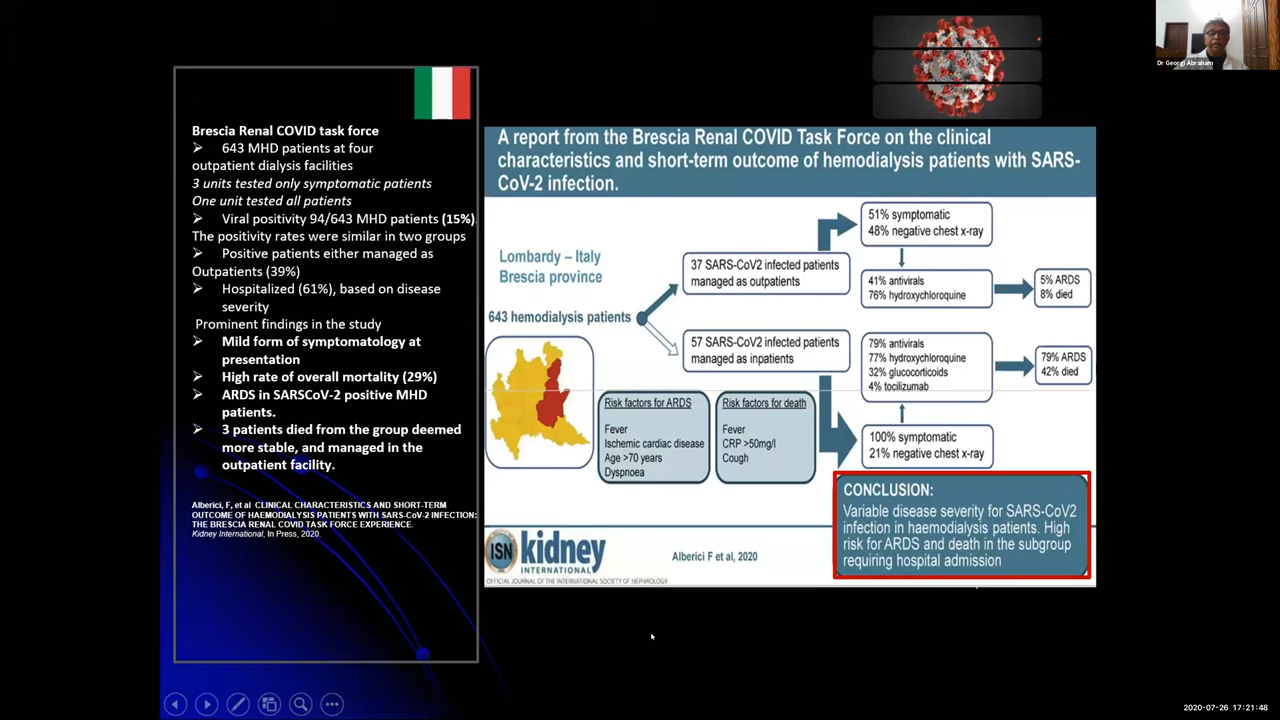 Dr Georgi Abraham
Brescia Renal COVID task force
➢ 643 MHD patients at four
outpatient dialysis facilities
3 units tested only symptomatic patients
One unit tested all patients
➢ Viral positivity 94/643 MHD patients (15%).
The positivity rates were similar in two groups
➢ Positive patients either managed as
Outpatients (39%)
➢ Hospitalized (61%), based on disease
severity
Prominent findings in the study
➢ Mild form of symptomatology at
presentation
➢ High rate of overall mortality (29%)
➢ ARDS in SARSCoV-2 positive MHD
patients.
➢ 3 patients died from the group deemed
more stable, and managed in the
outpatient facility.
Alberici, F, et al CLINICAL CHARACTERISTICS AND SHORT-TERM
OUTCOME OF HAEMODIALYSIS PATIENTS WITH SARS-CoV-2 INFECTION:
THE BRESCIA RENAL COVID TASK FORCE EXPERIENCE.
Kidney International, In Press, 2020.
A report from the Brescia Renal COVID Task Force on the clinical
characteristics and short-term outcome of hemodialysis patients with SARS-
CoV-2 infection.
Lombardy – Italy
Brescia province
643 hemodialysis patients
37 SARS-CoV2 infected patients
managed as outpatients
51% symptomatic
48% negative chest x-ray
41% antivirals
76% hydroxychloroquine
5% ARDS
8% died
57 SARS-CoV2 infected patients
managed as inpatients
79% antivirals
77% hydroxychloroquine
32% glucocorticoids
4% tocilizumab
79% ARDS
42% died
100% symptomatic
21% negative chest x-ray
Risk factors for ARDS
Fever
Ischemic cardiac disease
Age >70 years
Dyspnoea
Risk factors for death
Fever
CRP >50mg/l
Cough
CONCLUSION:
Variable disease severity for SARS-CoV2
infection in haemodialysis patients. High
risk for ARDS and death in the subgroup
requiring hospital admission
ISN
kidney
INTERNATIONAL
OFFICIAL JOURNAL OF THE INTERNATIONAL SOCIETY OF NEPHROLOGY
Alberici F et al, 2020
2020-07-26 17:21:48